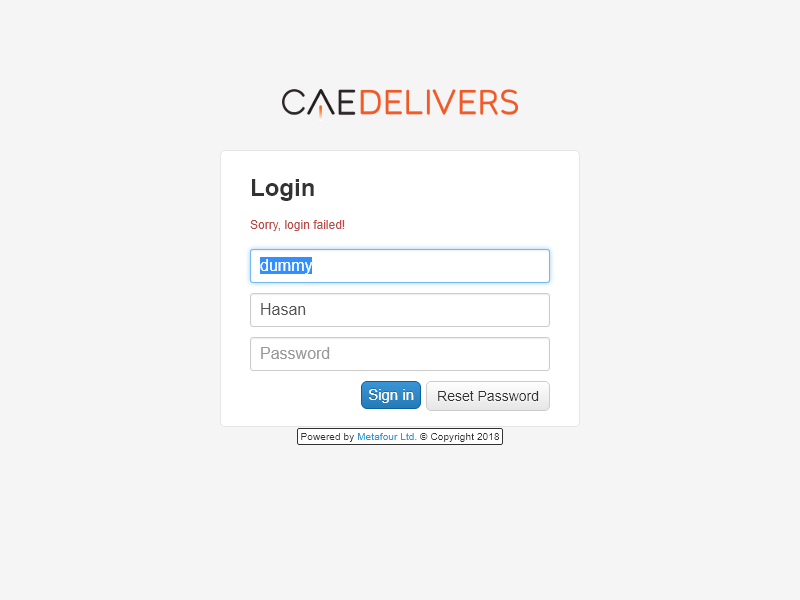 CAEDELIVERS
Login
Sorry, login failed!
dummy
Hasan
Password
Sign in Reset Password
Powered by Metafour Ltd. © Copyright 2018